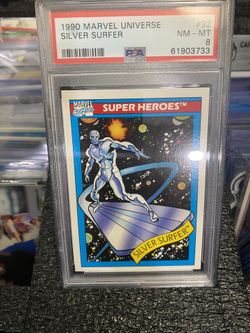 1990 MARVEL UNIVERSE #32
SILVER SURFER NM - MT
PSA 8
61903733
MARVEL
SUPER HEROES™
SILVER SURFER™